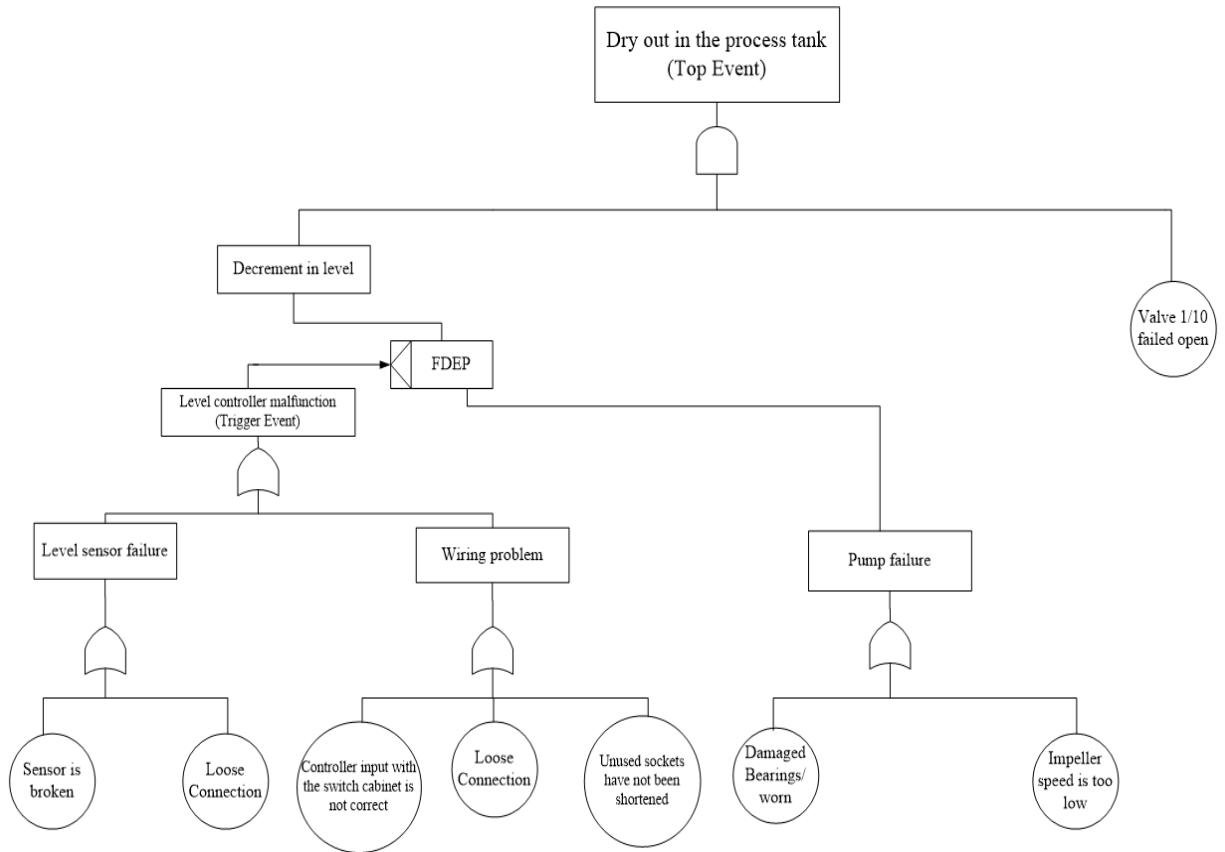 Dry out in the process tank
(Top Event)
Decrement in level
Valve 1/10
failed open
FDEP
Level controller malfunction
(Trigger Event)
Level sensor failure
Wiring problem
Pump failure
Sensor is
broken
Loose
Connection
Controller input with
the switch cabinet is
not correct
Loose
Connection
Unused sockets
have not been
shortened
Damaged
Bearings/
worn
Impeller
speed is too
low